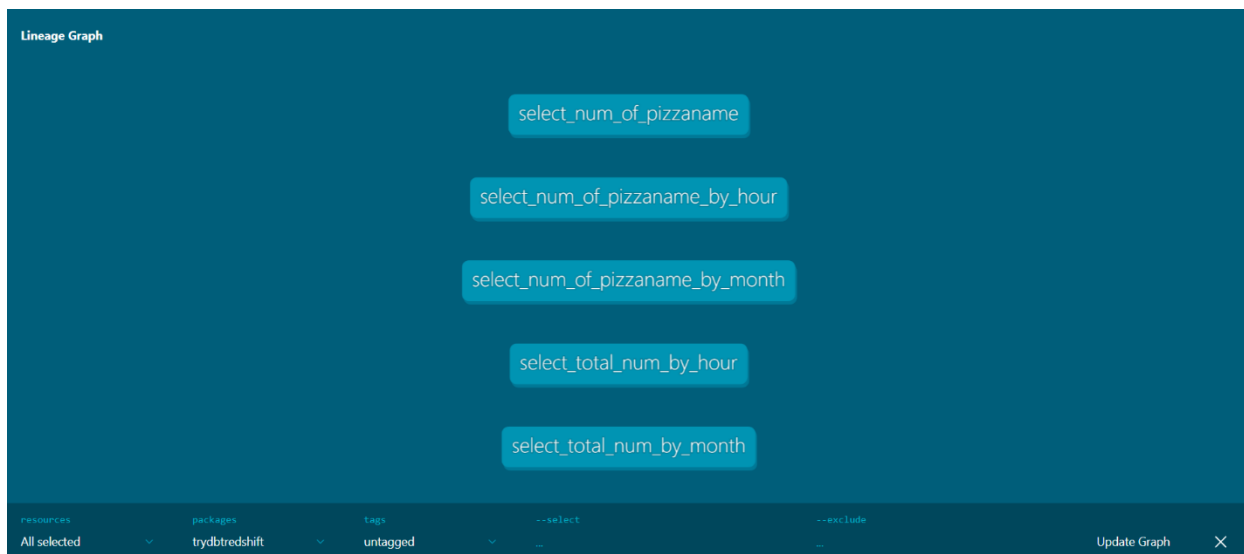 Lineage Graph
select_num_of_pizzaname
select_num_of_pizzaname_by_hour
select_num_of_pizzaname_by_month
select_total_num_by_hour
select_total_num_by_month
resources packages tags --select --exclude
All selected trydbtredshift untagged ... ... Update Graph